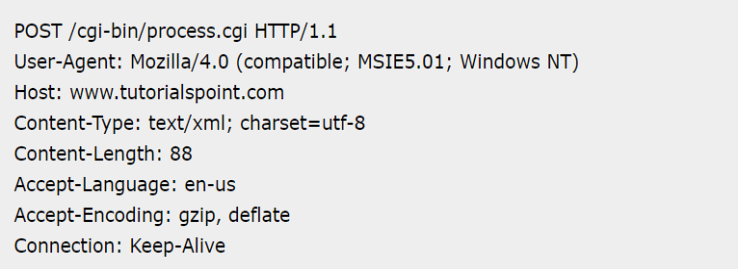 POST /cgi-bin/process.cgi HTTP/1.1
User-Agent: Mozilla/4.0 (compatible; MSIE5.01; Windows NT)
Host: www.tutorialspoint.com
Content-Type: text/xml; charset=utf-8
Content-Length: 88
Accept-Language: en-us
Accept-Encoding: gzip, deflate
Connection: Keep-Alive